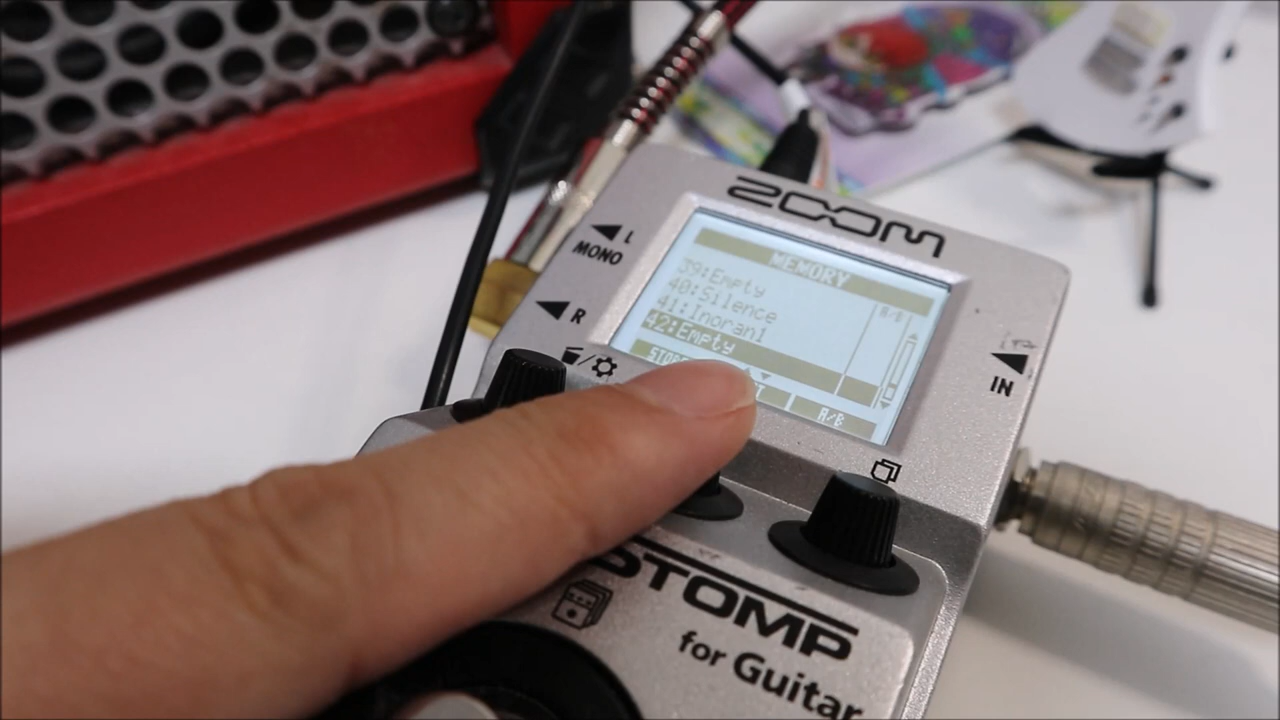 ZOOM
L
MONO
R
MEMORY
A/B
39:Empty
40:Silence
41:Inoran1
42:Empty
A/B
IN
STOMP
for Guitar